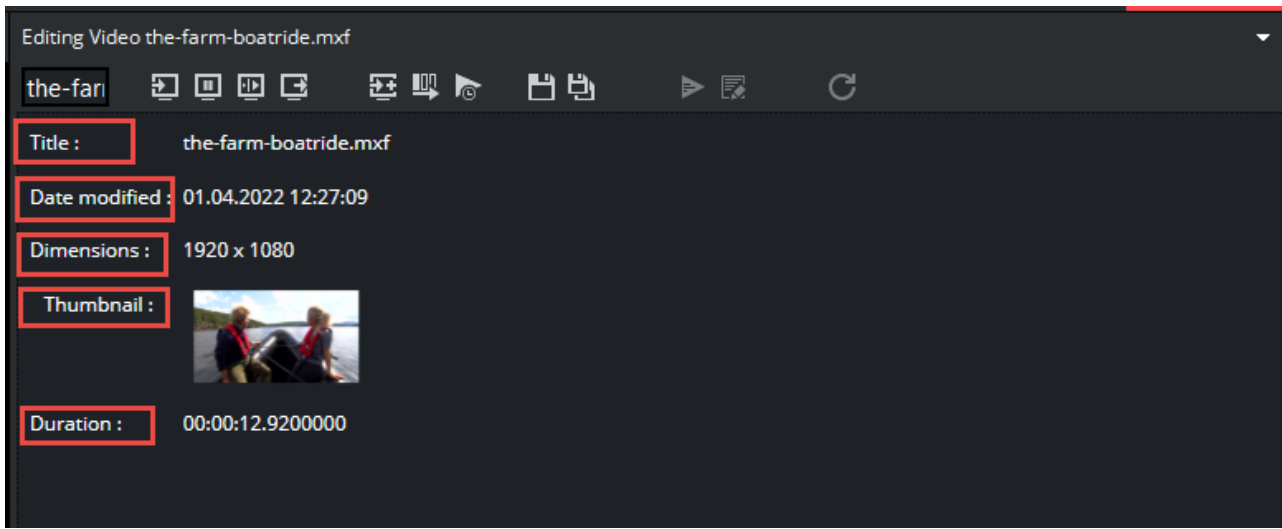 Editing Video the-farm-boatride.mxf
the-far
Title : the-farm-boatride.mxf
Date modified : 01.04.2022 12:27:09
Dimensions : 1920 x 1080
Thumbnail :
Duration : 00:00:12.9200000